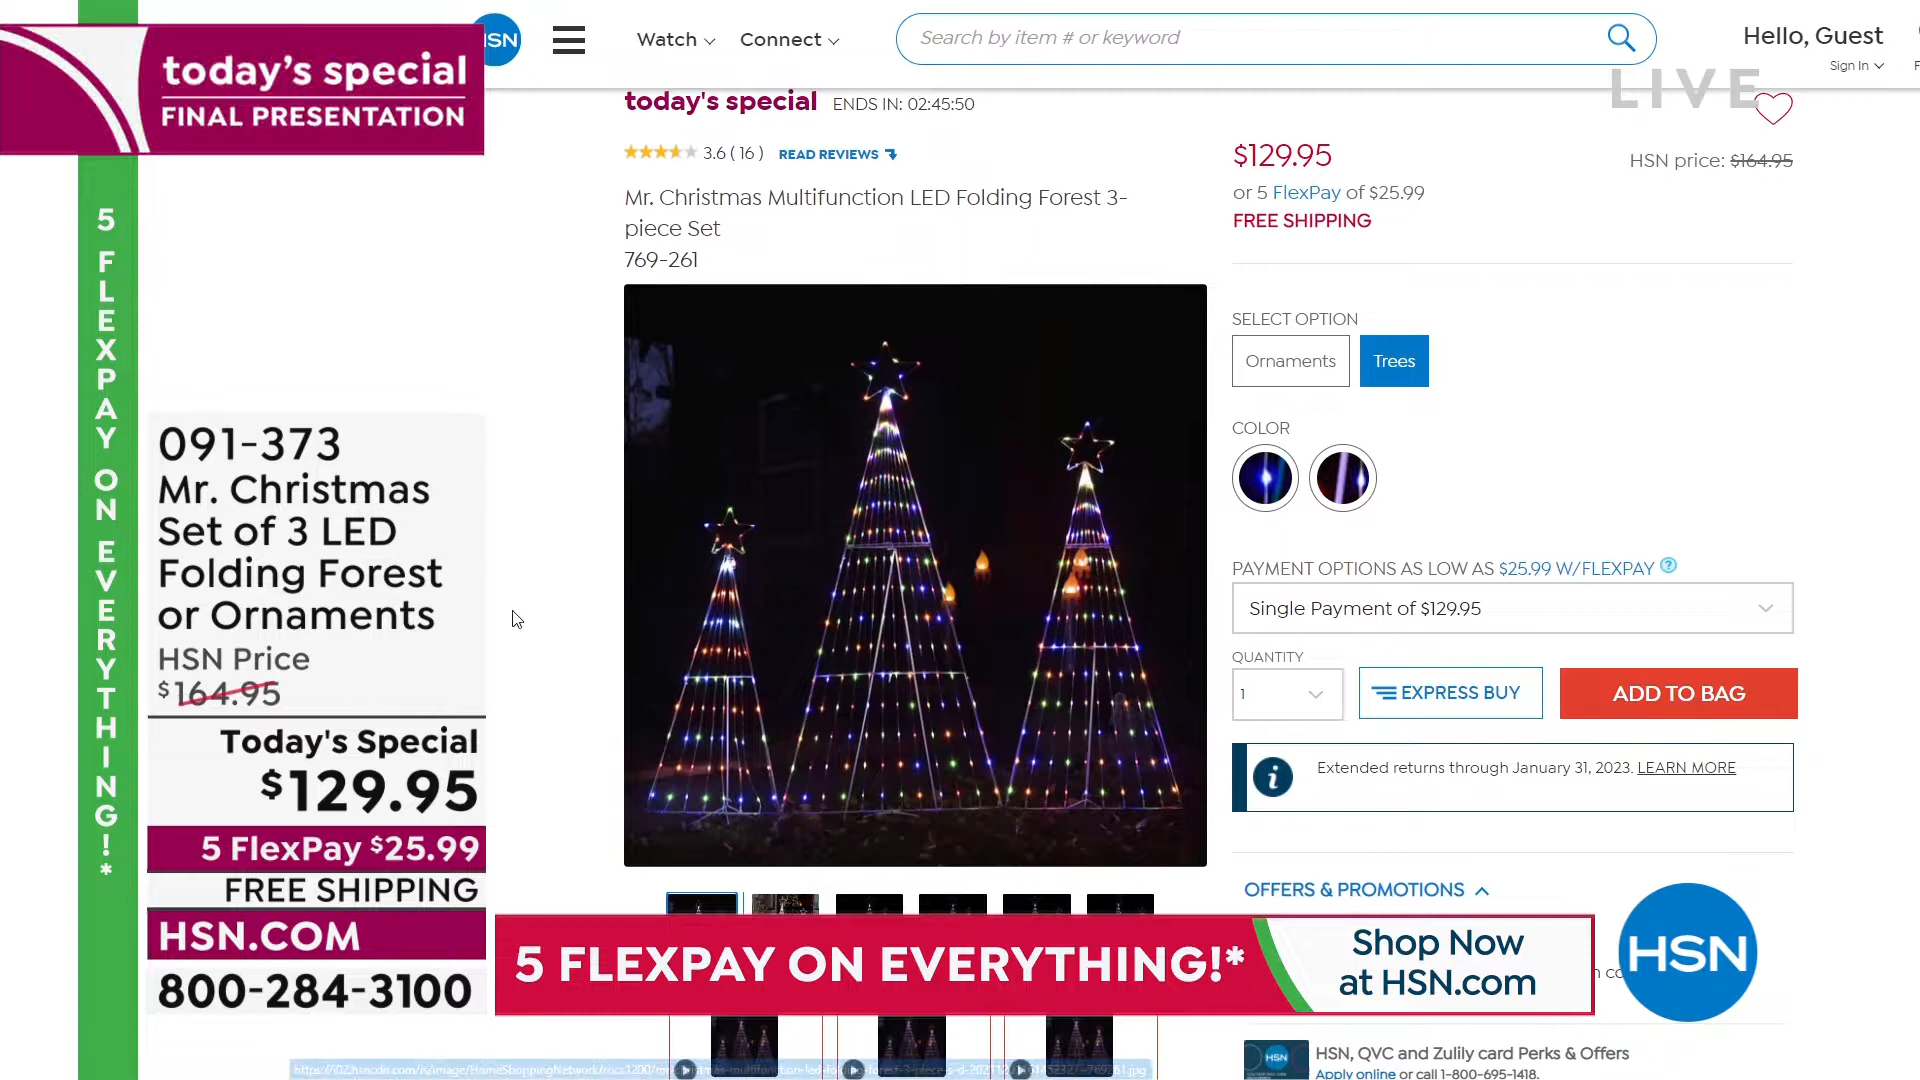 today's special
FINAL PRESENTATION
5 FLEXPAY ON EVERYTHING!*
091-373
Mr. Christmas
Set of 3 LED
Folding Forest
or Ornaments
HSN Price
$164.95
Today's Special
$129.95
5 FlexPay $25.99
FREE SHIPPING
HSN.COM
800-284-3100
HSN
Watch
Connect
Search by item # or keyword
Hello, Guest
Sign In
LIVE
today's special ENDS IN: 02:45:50
3.6 ( 16 ) READ REVIEWS
Mr. Christmas Multifunction LED Folding Forest 3-
piece Set
769-261
$129.95
HSN price: $164.95
or 5 FlexPay of $25.99
FREE SHIPPING
SELECT OPTION
Ornaments
Trees
COLOR
PAYMENT OPTIONS AS LOW AS $25.99 W/FLEXPAY ?
Single Payment of $129.95
QUANTITY
1
EXPRESS BUY
ADD TO BAG
Extended returns through January 31, 2023. LEARN MORE
OFFERS & PROMOTIONS
5 FLEXPAY ON EVERYTHING!*
Shop Now
at HSN.com
HSN
HSN
HSN, QVC and Zulily card Perks & Offers
Apply online or call 1-800-695-1418.